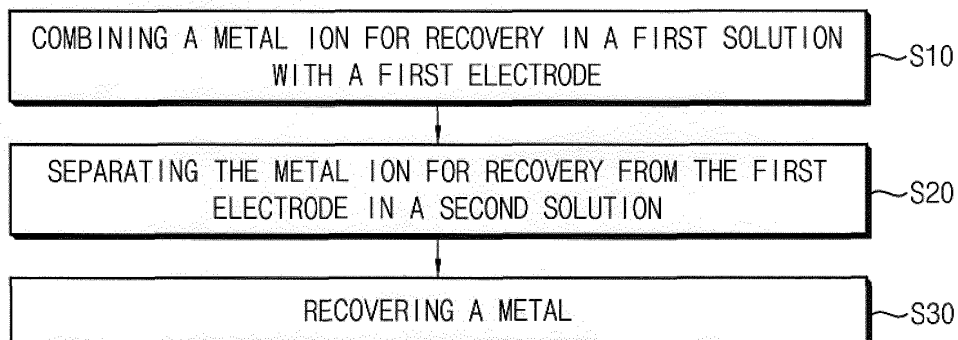 COMBINING A METAL ION FOR RECOVERY IN A FIRST SOLUTION
WITH A FIRST ELECTRODE
S10
SEPARATING THE METAL ION FOR RECOVERY FROM THE FIRST
ELECTRODE IN A SECOND SOLUTION
S20
RECOVERING A METAL
S30